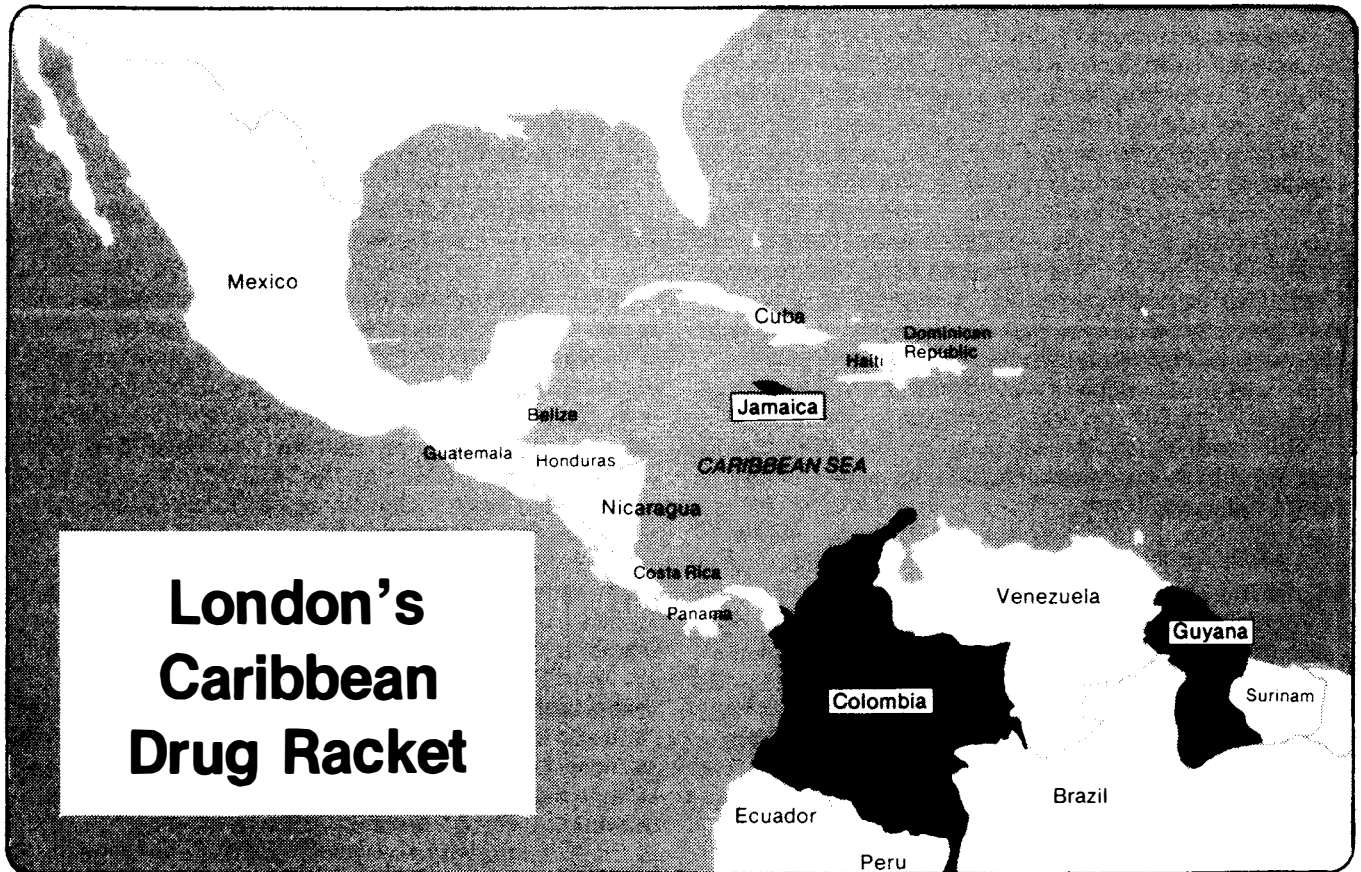 Mexico
Cuba
Dominican
Republic
Haiti
Jamaica
Belize
Guatemala
Honduras
CARIBBEAN SEA
Nicaragua
Costa Rica
Panama
Venezuela
Guyana
Colombia
Surinam
Brazil
Ecuador
Peru
London's
Caribbean
Drug Racket